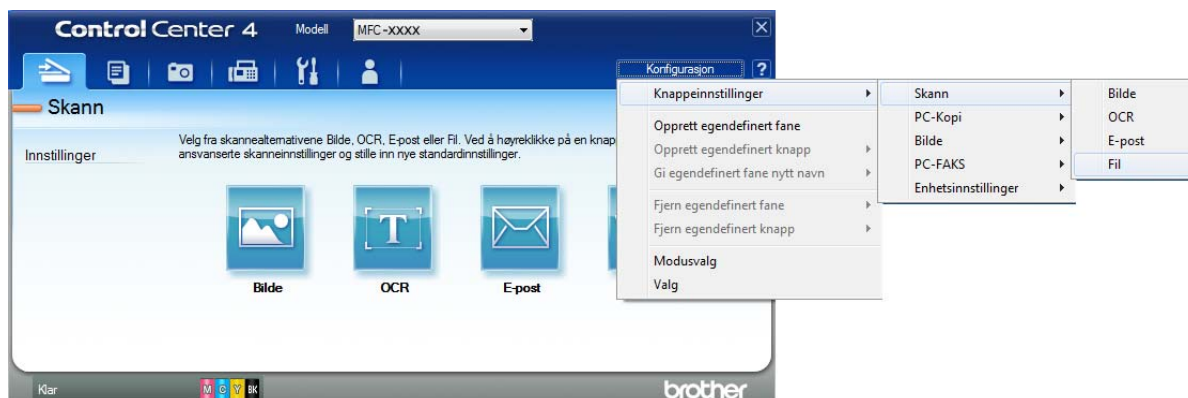 Control Center 4 Modell MFC-XXXX
Konfigurasjon ?
Skann
Velg fra skannealternativene Bilde, OCR, E-post eller Fil. Ved å høyreklikke på en knap
ansvanserte skanneinnstillinger og stille inn nye standardinnstillinger.
Innstillinger
T
Bilde OCR E-post
Knappeinnstillinger
Opprett egendefinert fane
Opprett egendefinert knapp
Gi egendefinert fane nytt navn
Fjern egendefinert fane
Fjern egendefinert knapp
Modusvalg
Valg
Skann
PC-Kopi
Bilde
PC-FAKS
Enhetsinnstillinger
Bilde
OCR
E-post
Fil
Klar M C Y BK brother